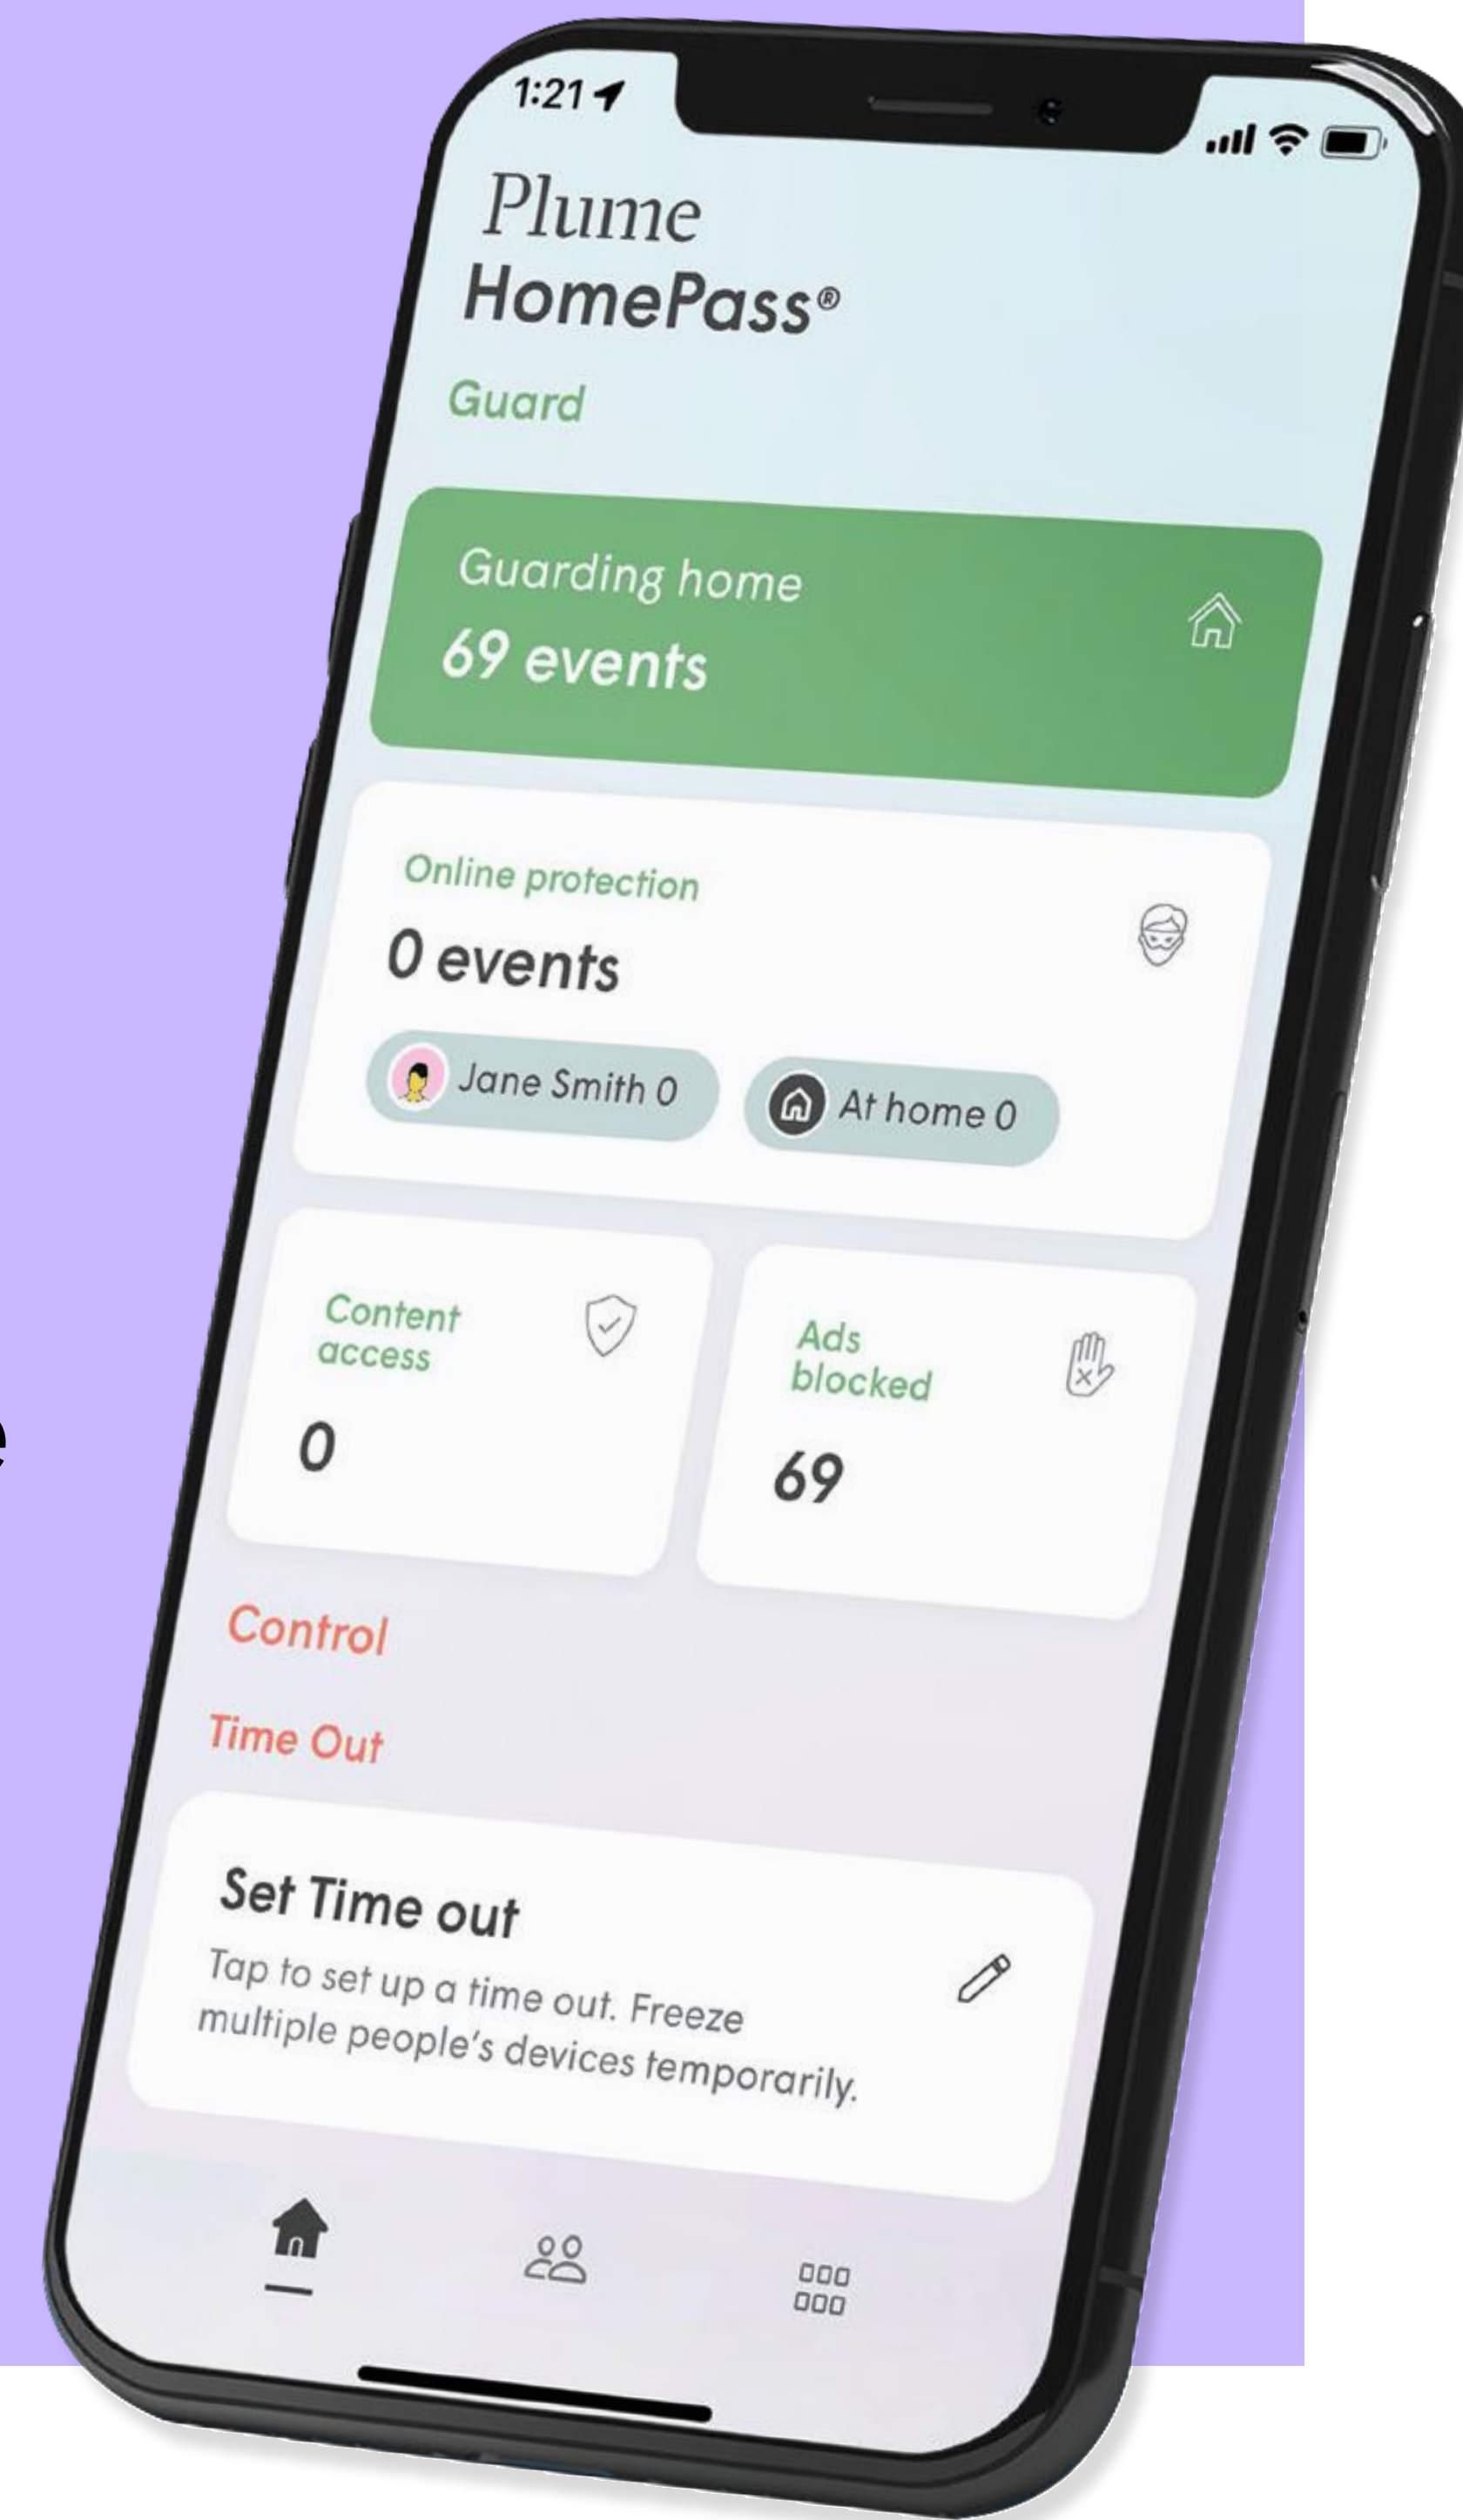 1:21
Plume
HomePass®
Guard
Guarding home
69 events
Online protection
0 events
Jane Smith 0
At home 0
Content
access
0
Ads
blocked
69
e
Control
Time Out
Set Time out
Tap to set up a time out. Freeze
multiple people's devices temporarily.